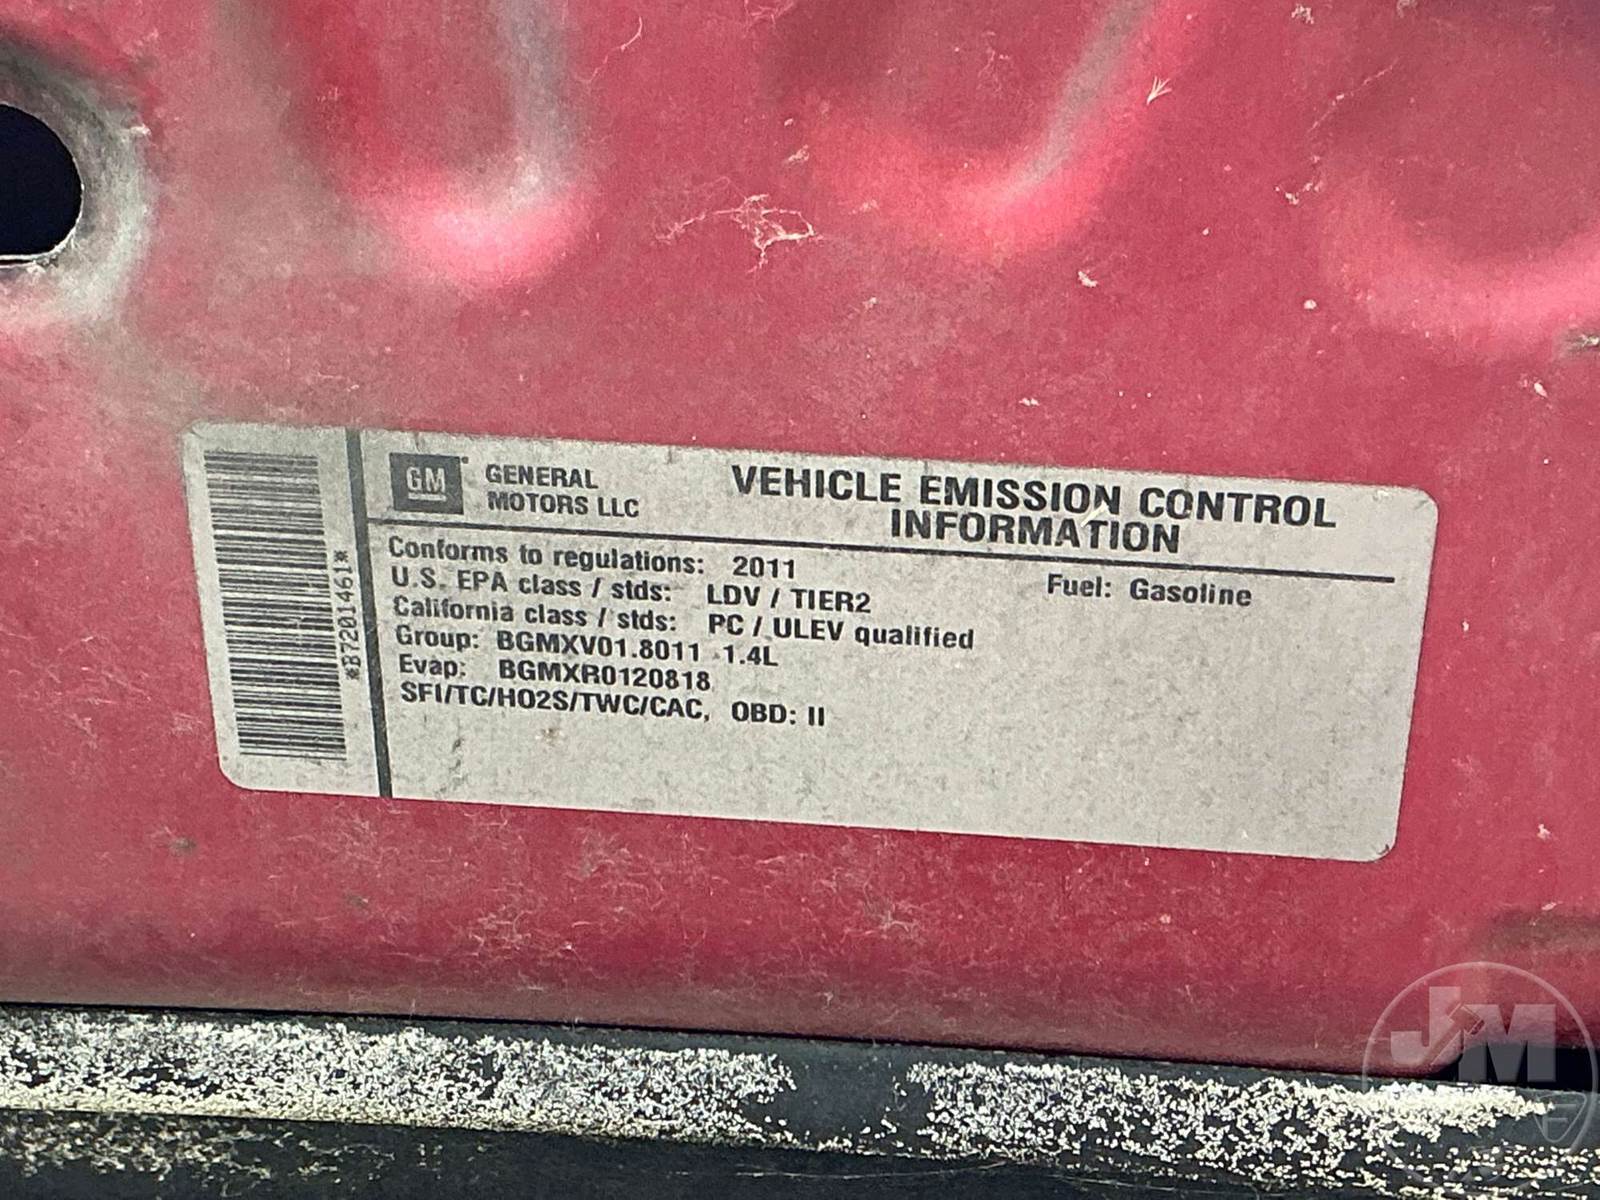 *B72014461*
GM
GENERAL
MOTORS LLC
VEHICLE EMISSION CONTROL
INFORMATION
Conforms to regulations: 2011 Fuel: Gasoline
U.S. EPA class / stds: LDV / TIER2
California class / stds: PC / ULEV qualified
Group: BGMXV01.8011 1.4L
Evap: BGMXR0120818
SFI/TC/HO2S/TWC/CAC, OBD: II
JM